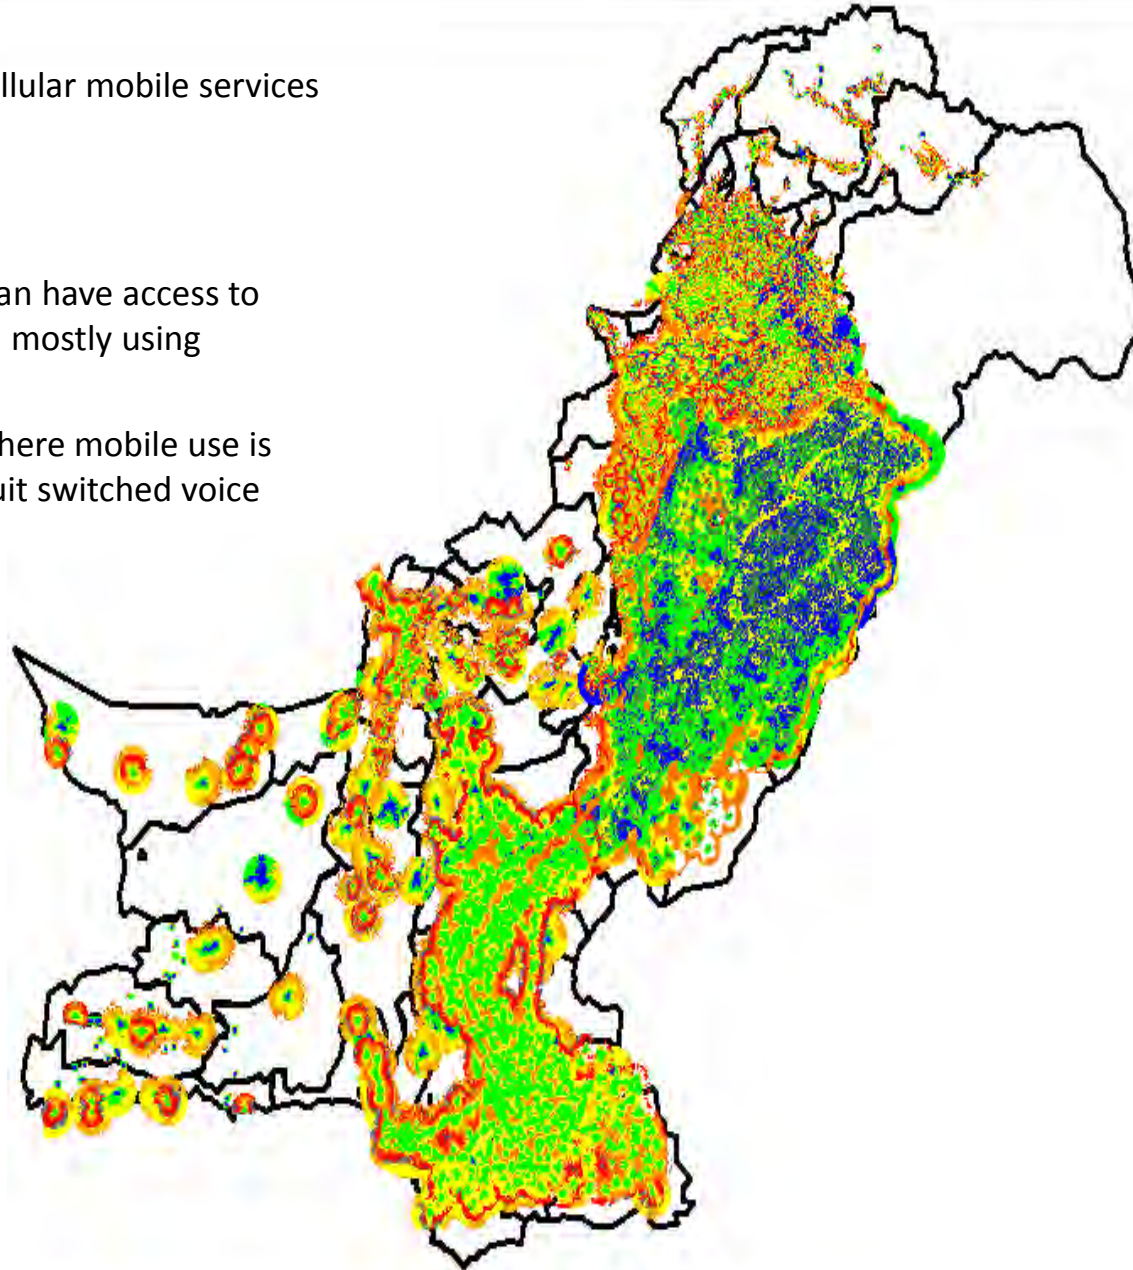 llular mobile services
an have access to
mostly using
here mobile use is
uit switched voice